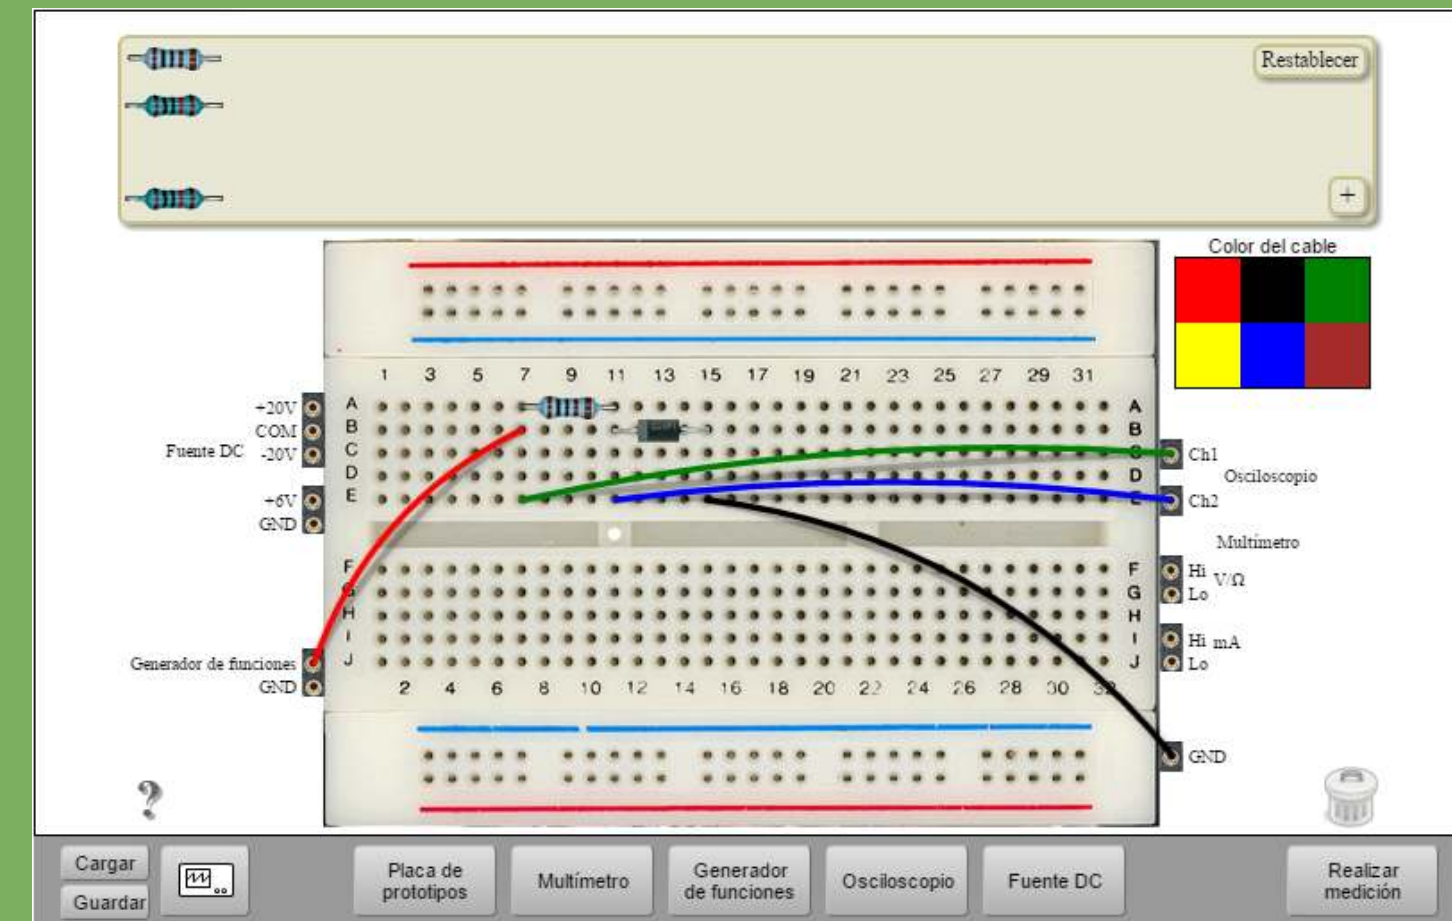 Restablecer
+
Color del cable
1 3 5 7 9 11 13 15 17 19 21 23 25 27 29 31
+20V A A
COM B B
Fuente DC -20V C C Ch1
D D Osciloscopio
+6V E E Ch2
GND
Multímetro
F F Hi V/Ω
G G Lo
H H
I I Hi mA
Generador de funciones J J Lo
GND 2 4 6 8 10 12 14 16 18 20 22 24 26 28 30 32
GND
?
Cargar
Guardar
Placa de
prototipos
Multímetro
Generador
de funciones
Osciloscopio
Fuente DC
Realizar
medición